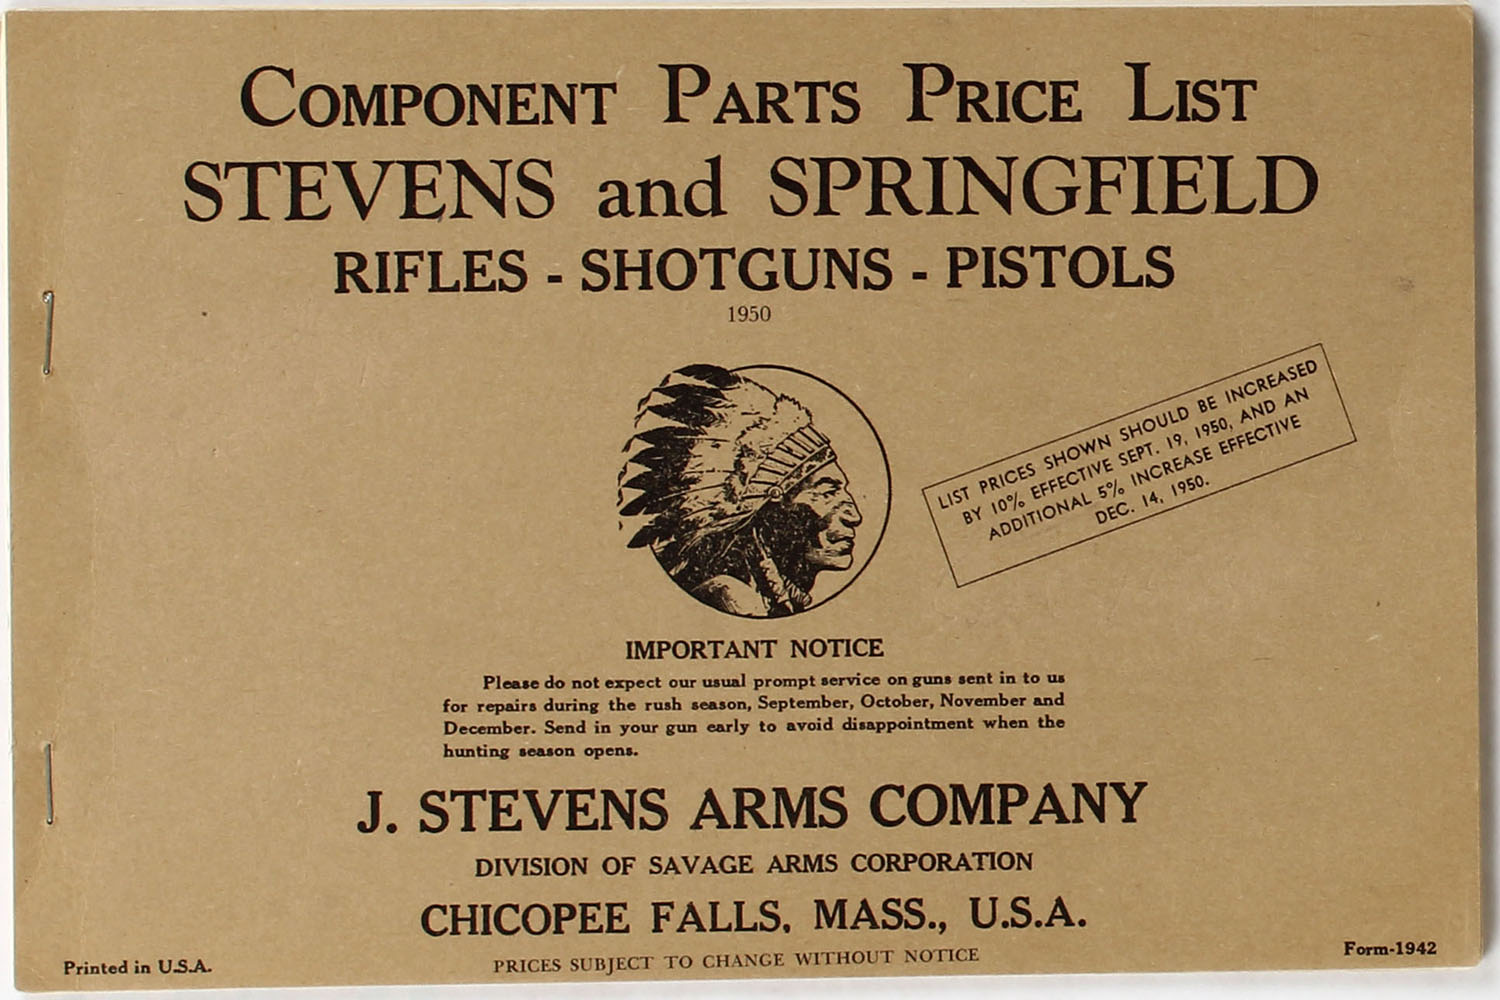 COMPONENT PARTS PRICE LIST
STEVENS and SPRINGFIELD
RIFLES - SHOTGUNS - PISTOLS
1950
LIST PRICES SHOWN SHOULD BE INCREASED
BY 10% EFFECTIVE SEPT. 19, 1950, AND AN
ADDITIONAL 5% INCREASE EFFECTIVE
DEC. 14, 1950.
IMPORTANT NOTICE
Please do not expect our usual prompt service on guns sent in to us
for repairs during the rush season, September, October, November and
December. Send in your gun early to avoid disappointment when the
hunting season opens.
J. STEVENS ARMS COMPANY
DIVISION OF SAVAGE ARMS CORPORATION
CHICOPEE FALLS, MASS., U.S.A.
PRICES SUBJECT TO CHANGE WITHOUT NOTICE
Printed in U.S.A.
Form-1942